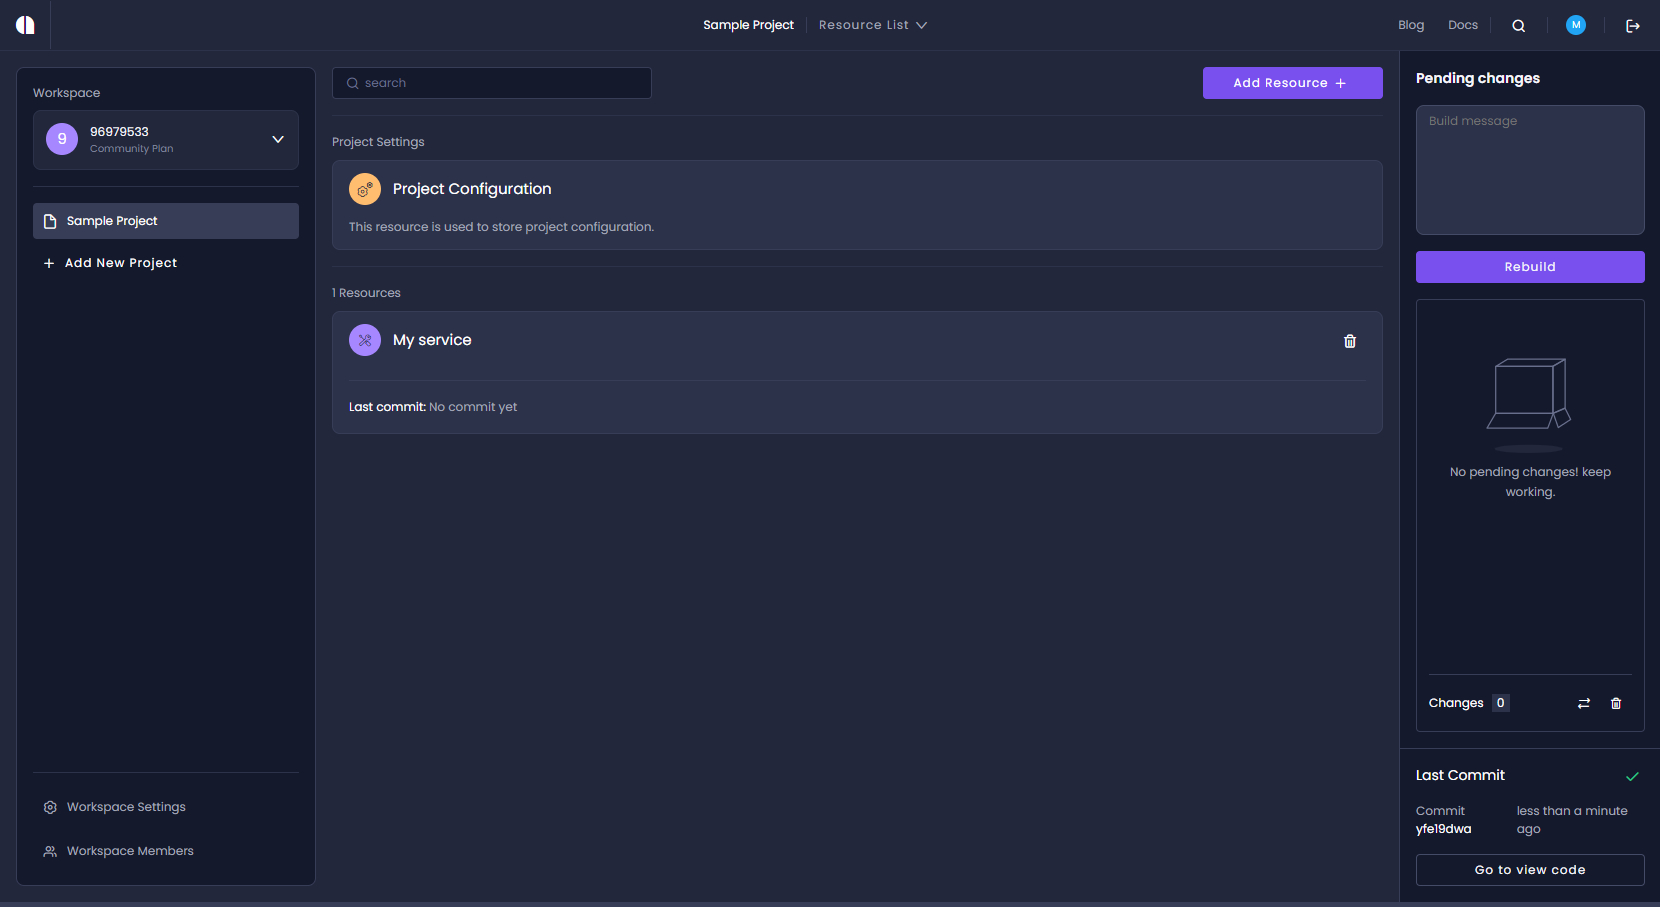 Sample Project
Resource List
Blog
Docs
M
Workspace
9
96979533
Community Plan
Sample Project
Add New Project
Workspace Settings
Workspace Members
search
Add Resource
Project Settings
Project Configuration
This resource is used to store project configuration.
1 Resources
My service
Last commit: No commit yet
Pending changes
Build message
Rebuild
No pending changes! keep
working.
Changes 0
Last Commit
Commit
yfe19dwa
less than a minute
ago
Go to view code